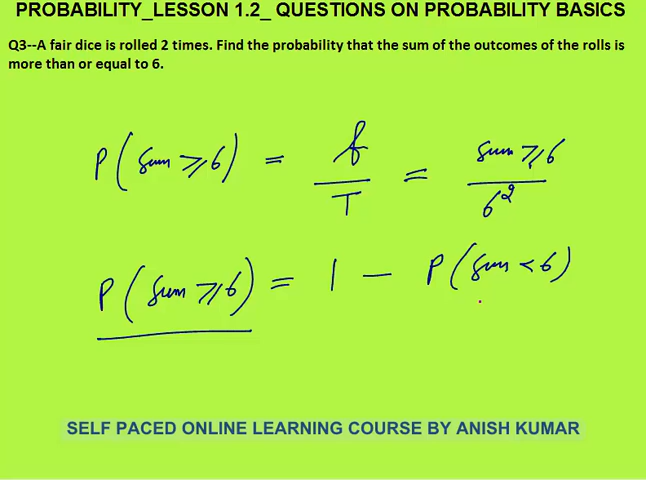 PROBABILITY_LESSON 1.2_ QUESTIONS ON PROBABILITY BASICS
Q3--A fair dice is rolled 2 times. Find the probability that the sum of the outcomes of the rolls is
more than or equal to 6.
P(sum ≥ 6) = f/T = sum ≥ 6/6²
P(sum ≥ 6) = 1 − P(sum < 6)
SELF PACED ONLINE LEARNING COURSE BY ANISH KUMAR